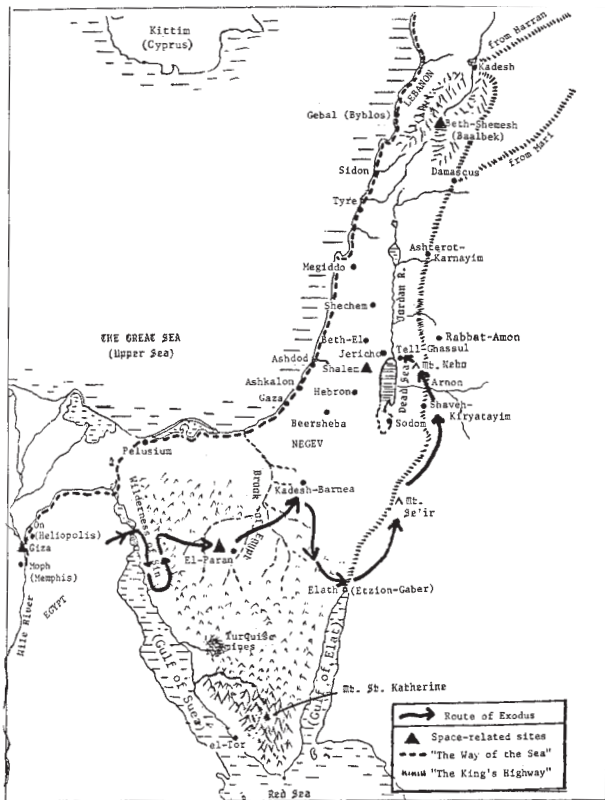 Kittim
(Cyprus)
from Harran
Kadesh
LEBANON
Gebal (Byblos)
Beth-Shemesh
(Baalbek)
from Mari
Sidon
Damascus
Tyre
Ashterot-
Karnayim
Megiddo
Jordan R.
Shechem
THE GREAT SEA
(Upper Sea)
Beth-El
Rabbat-Amon
Jericho
Tell Ghassul
Ashdod
Shalem
Mt. Nebo
Ashkalon
Dead Sea
Arnon
Gaza
Hebron
Shaveh-
Kiryatayim
Beersheba
Sodom
Pelusium
NEGEV
Brook of Egypt
Kadesh-Barnea
Wilderness of Sin
Mt.
Se'ir
On
(Heliopolis)
Giza
El-Paran
Moph
(Memphis)
Elath
(Etzion-Gaber)
Nile River
EGYPT
Turquise
mines
(Gulf of Suez)
(Gulf of Elat)
Mt. St. Katherine
el-Tor
Red Sea
Route of Exodus
Space-related sites
"The Way of the Sea"
"The King's Highway"